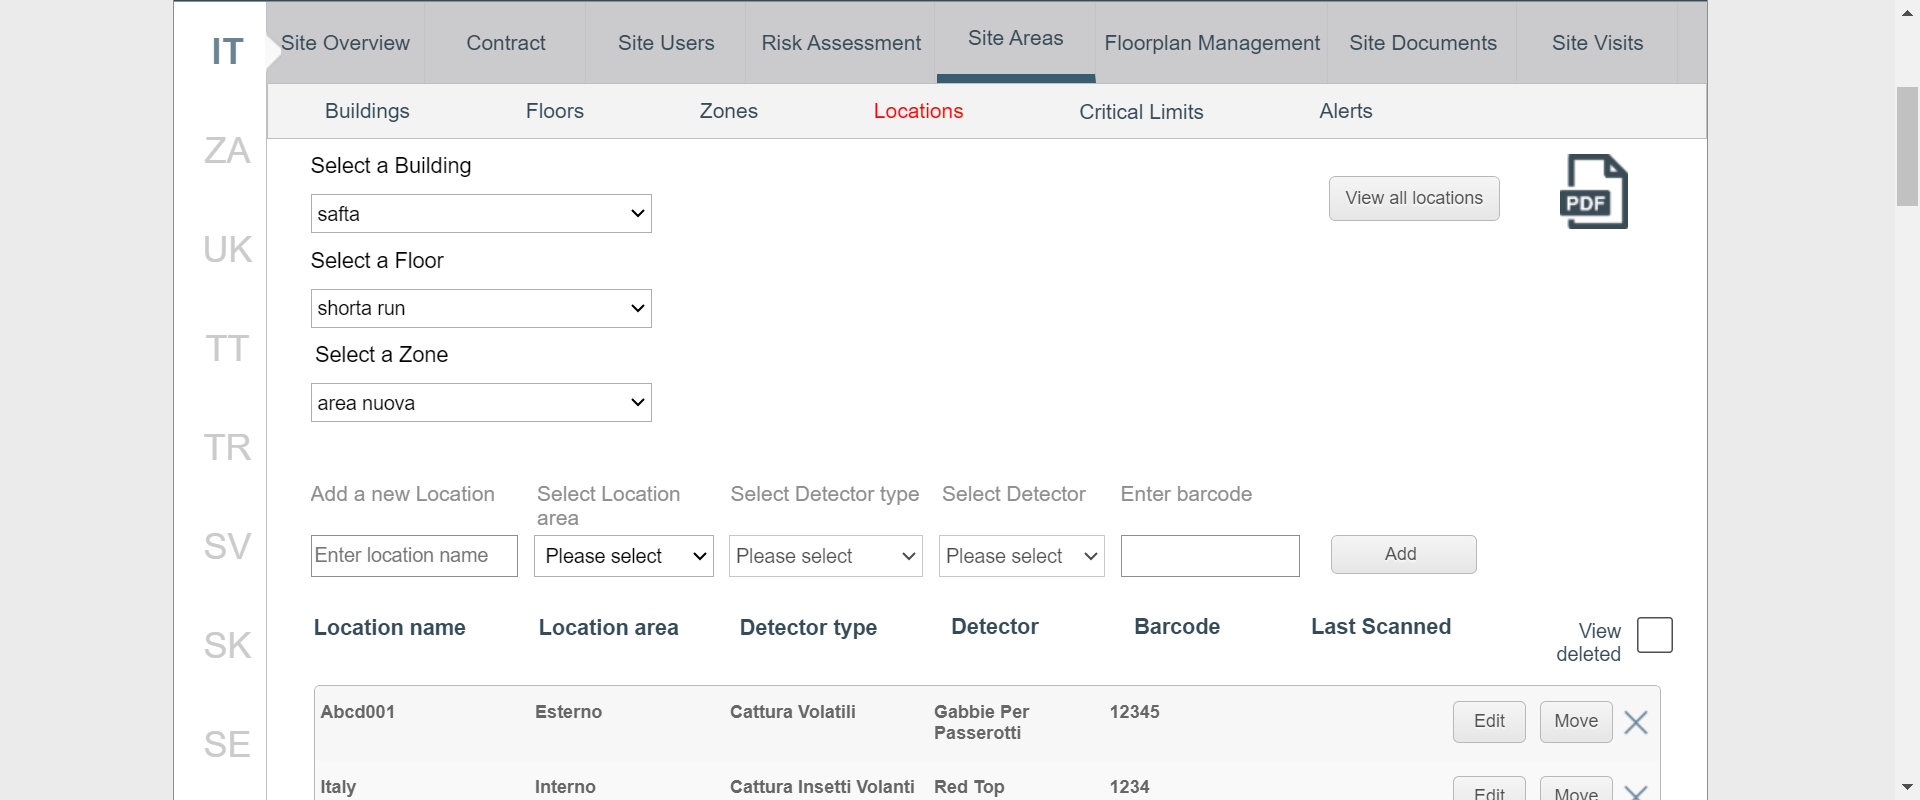 IT
ZA
UK
TT
TR
SV
SK
SE
Site Overview
Contract
Site Users
Risk Assessment
Site Areas
Floorplan Management
Site Documents
Site Visits
Buildings
Floors
Zones
Locations
Critical Limits
Alerts
Select a Building
safta
View all locations
PDF
Select a Floor
shorta run
Select a Zone
area nuova
Add a new Location
Select Location
area
Select Detector type
Select Detector
Enter barcode
Enter location name
Please select
Please select
Please select
Add
Location name
Location area
Detector type
Detector
Barcode
Last Scanned
View
deleted
Abcd001
Esterno
Cattura Volatili
Gabbie Per
Passerotti
12345
Edit
Move
Italy
Interno
Cattura Insetti Volanti
Red Top
1234
Edit
Move